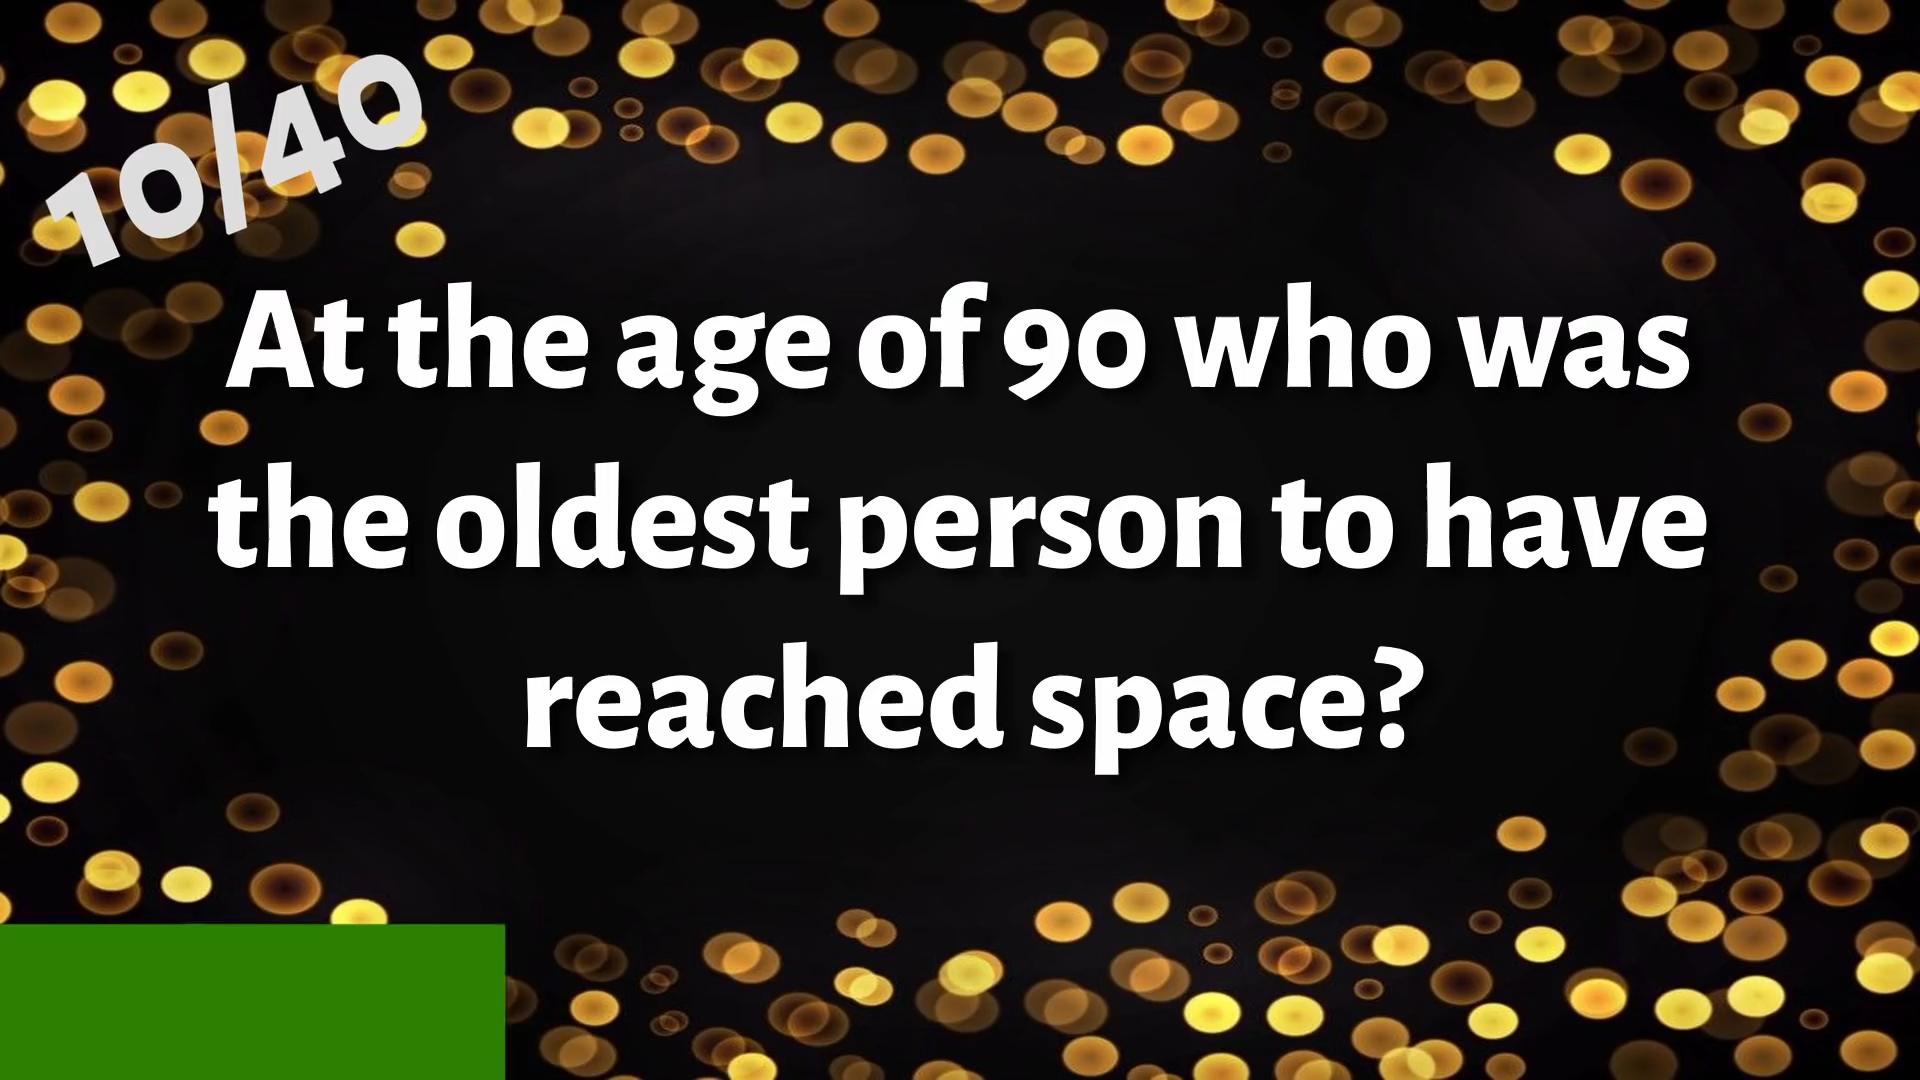 10/40
At the age of 90 who was
the oldest person to have
reached space?